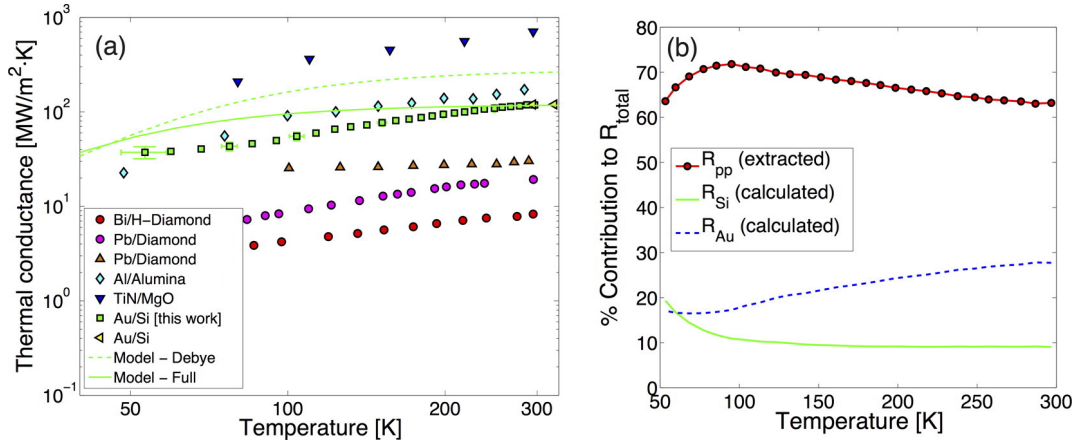 (a)
Thermal conductance [MW/m²·K]
10³
10²
10¹
10⁰
10⁻¹
Bi/H−Diamond
Pb/Diamond
Pb/Diamond
Al/Alumina
TiN/MgO
Au/Si [this work]
Au/Si
Model − Debye
Model − Full
50
100
200
300
Temperature [K]
(b)
% Contribution to R_total
80
70
60
50
40
30
20
10
0
R_pp (extracted)
R_Si (calculated)
R_Au (calculated)
50
100
150
200
250
300
Temperature [K]